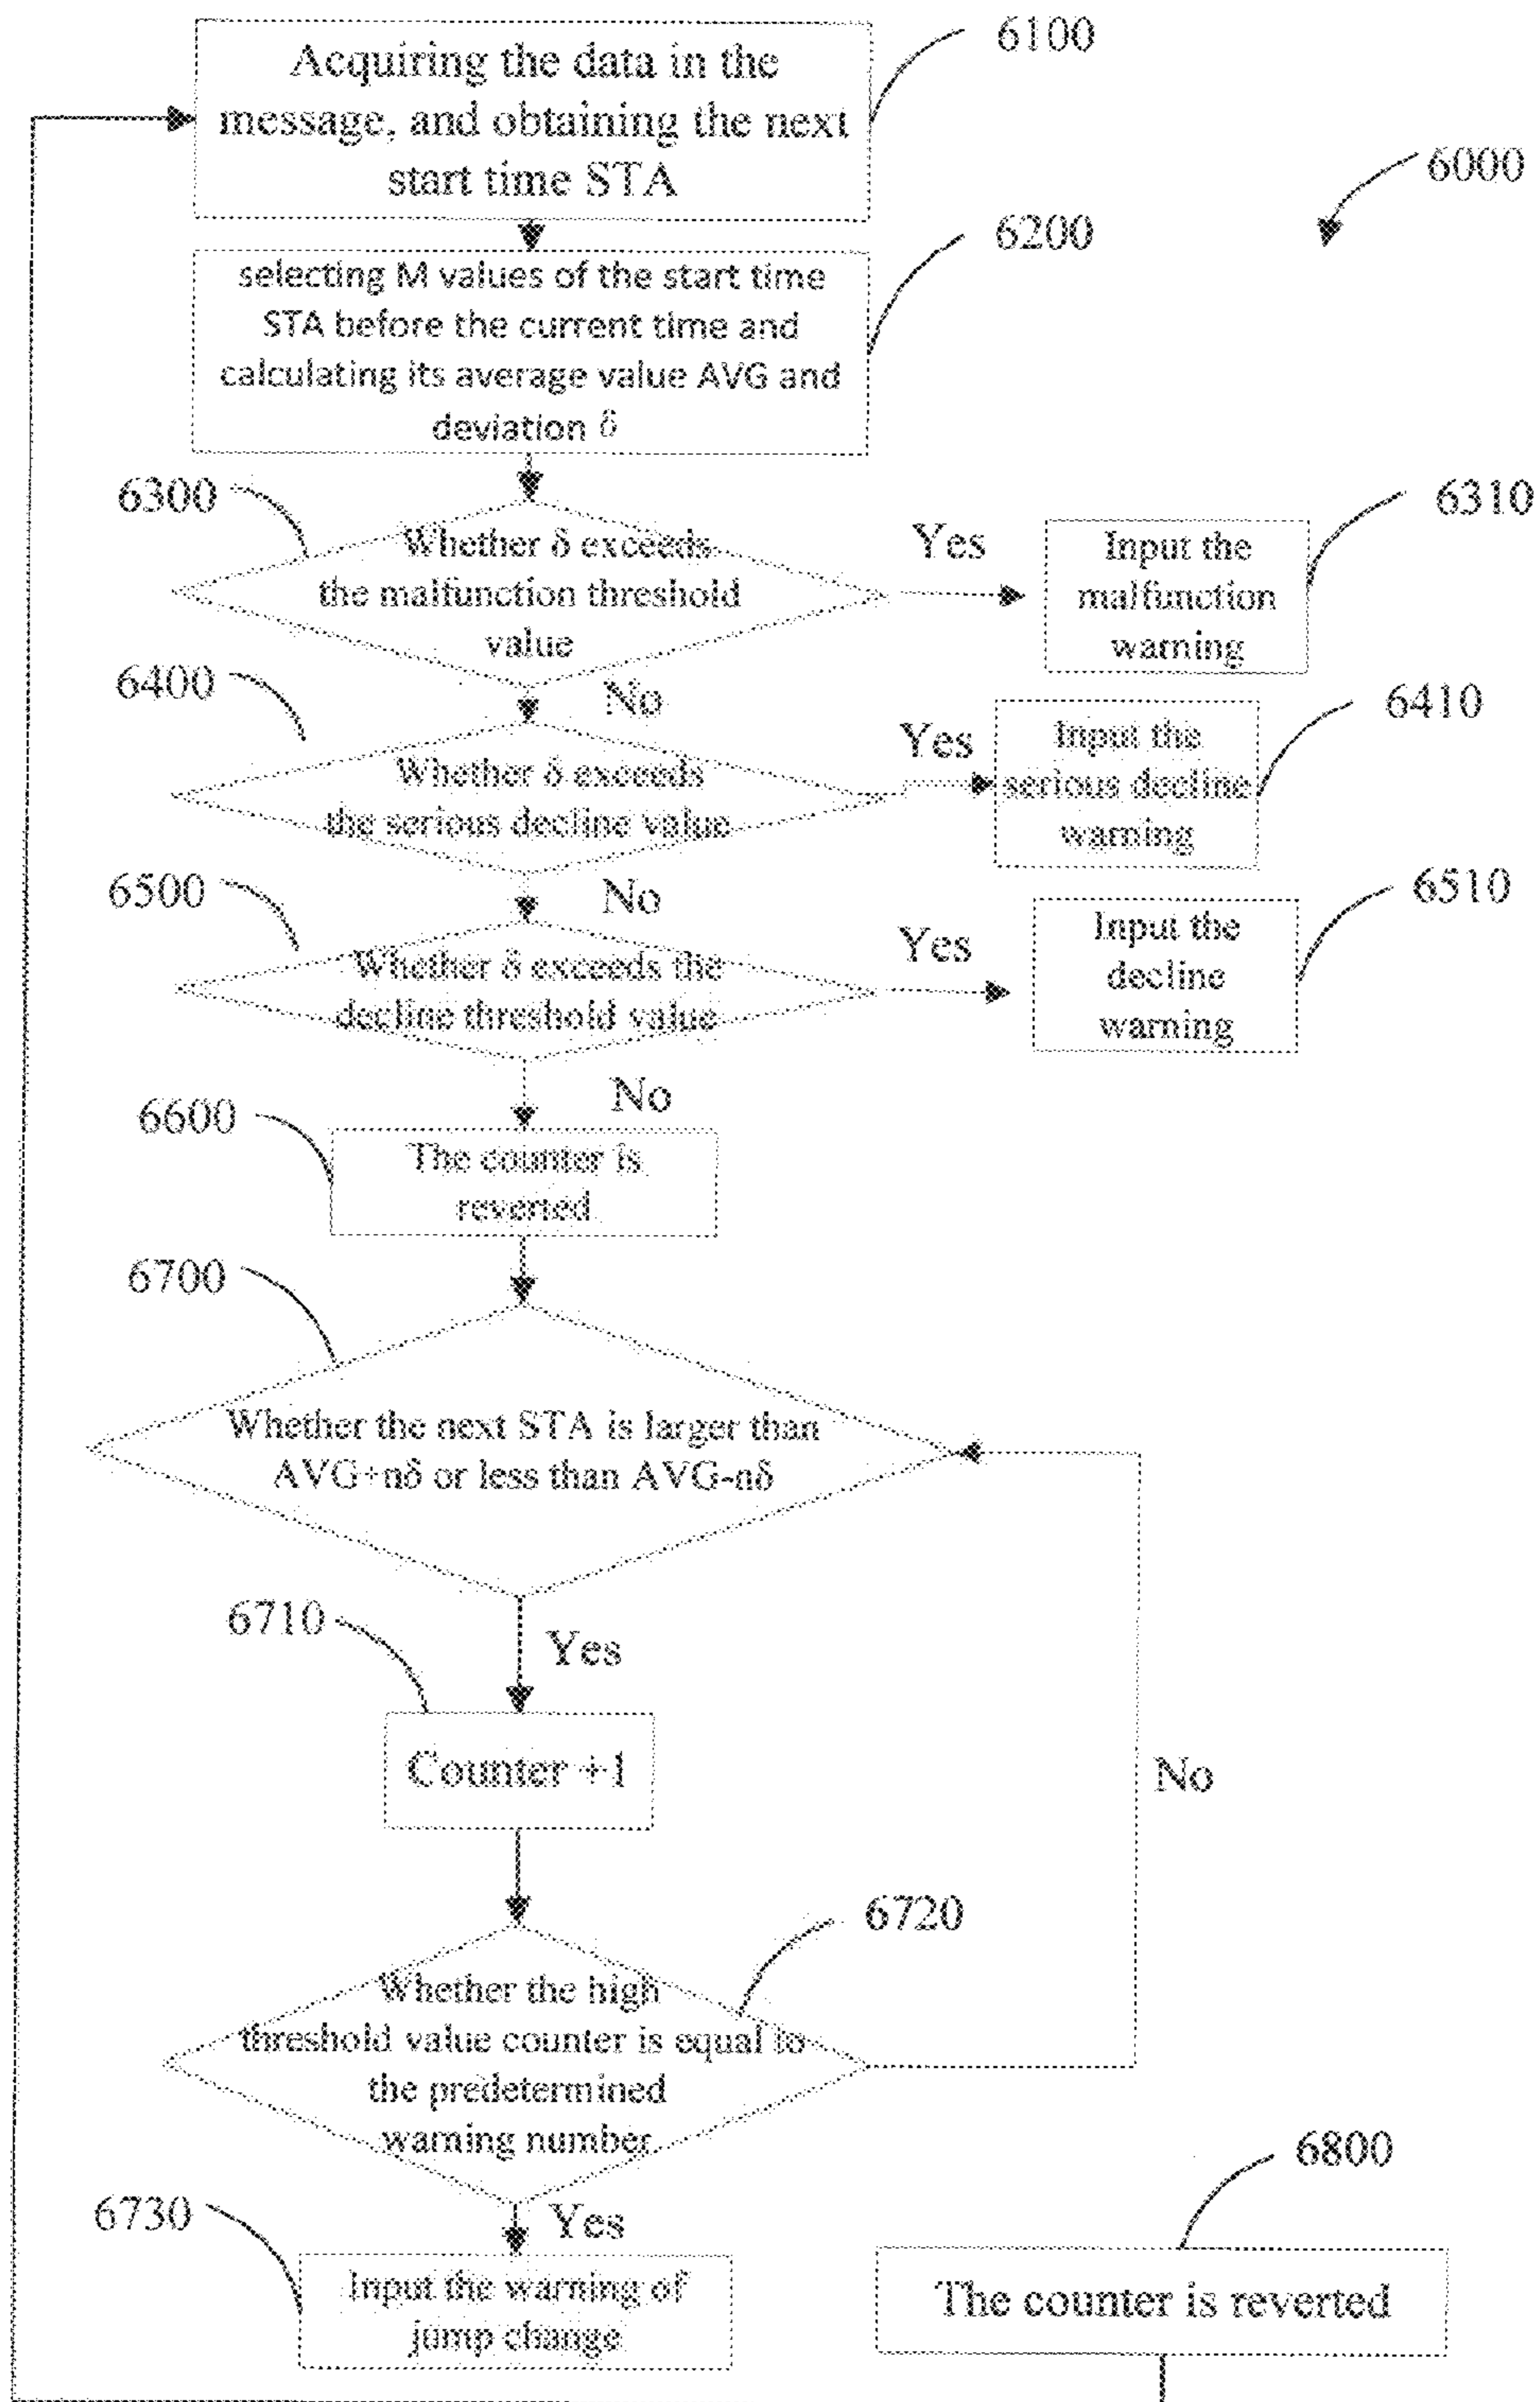 6100
Acquiring the data in the
message, and obtaining the next
start time STA
6000
6200
selecting M values of the start time
STA before the current time and
calculating its average value AVG and
deviation δ
6300
Whether δ exceeds
the malfunction threshold
value
Yes
6310
Input the
malfunction
warning
No
6400
Whether δ exceeds
the serious decline value
Yes
6410
Input the
serious decline
warning
No
6500
Whether δ exceeds the
decline threshold value
Yes
6510
Input the
decline
warning
No
6600
The counter is
reverted
6700
Whether the next STA is larger than
AVG+nδ or less than AVG-nδ
6710
Yes
Counter +1
No
6720
Whether the high
threshold value counter is equal to
the predetermined
warning number
6730
Yes
Input the warning of
jump change
6800
The counter is reverted